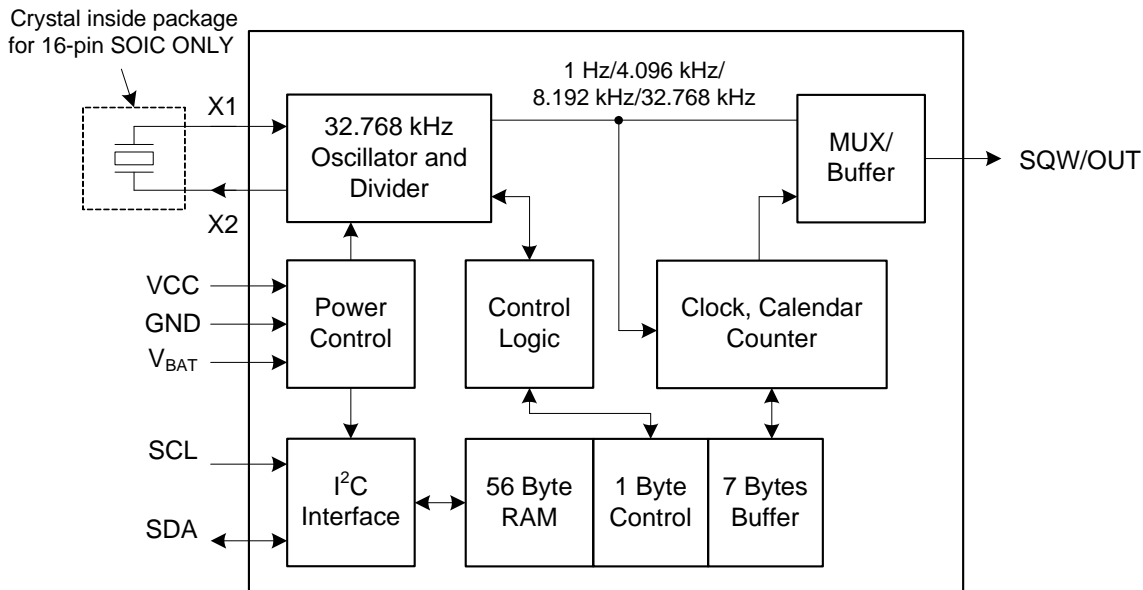 Crystal inside package
for 16-pin SOIC ONLY
1 Hz/4.096 kHz/
8.192 kHz/32.768 kHz
X1
32.768 kHz
Oscillator and
Divider
MUX/
Buffer
SQW/OUT
X2
VCC
GND
VBAT
Power
Control
Control
Logic
Clock, Calendar
Counter
SCL
SDA
I²C
Interface
56 Byte
RAM
1 Byte
Control
7 Bytes
Buffer